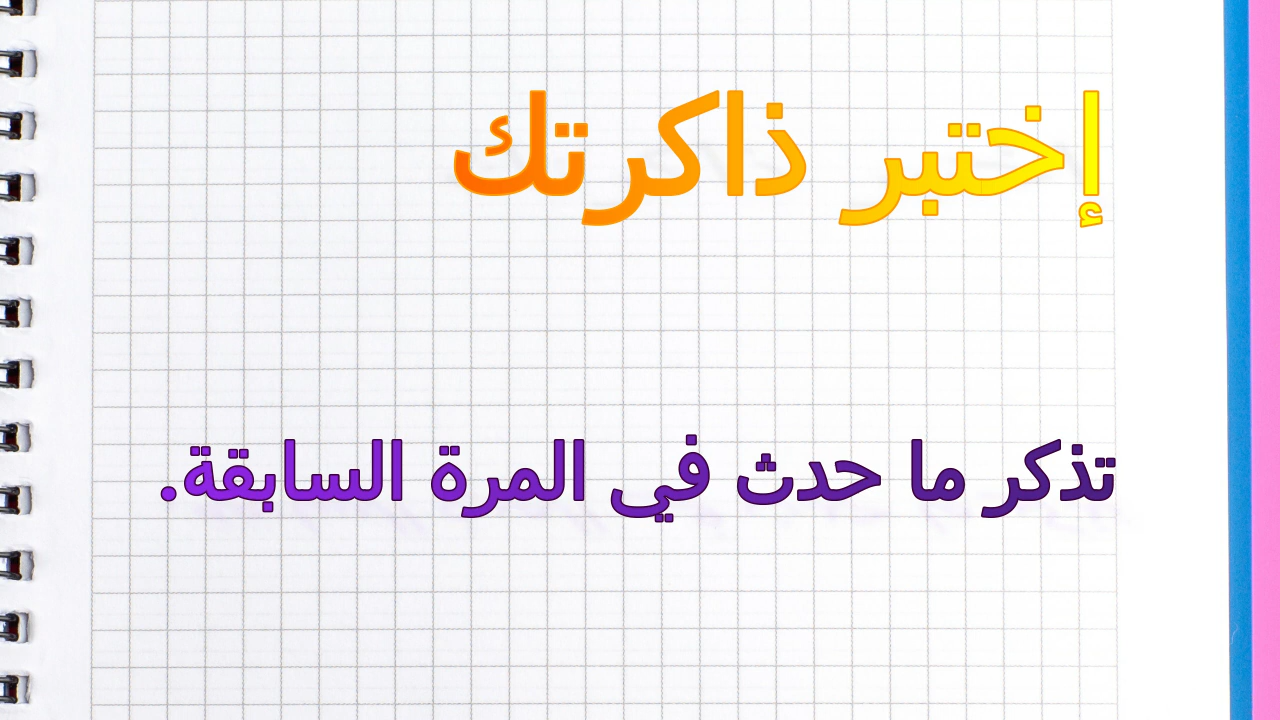 إختبر ذاكرتك
تذكر ما حدث في المرة السابقة.